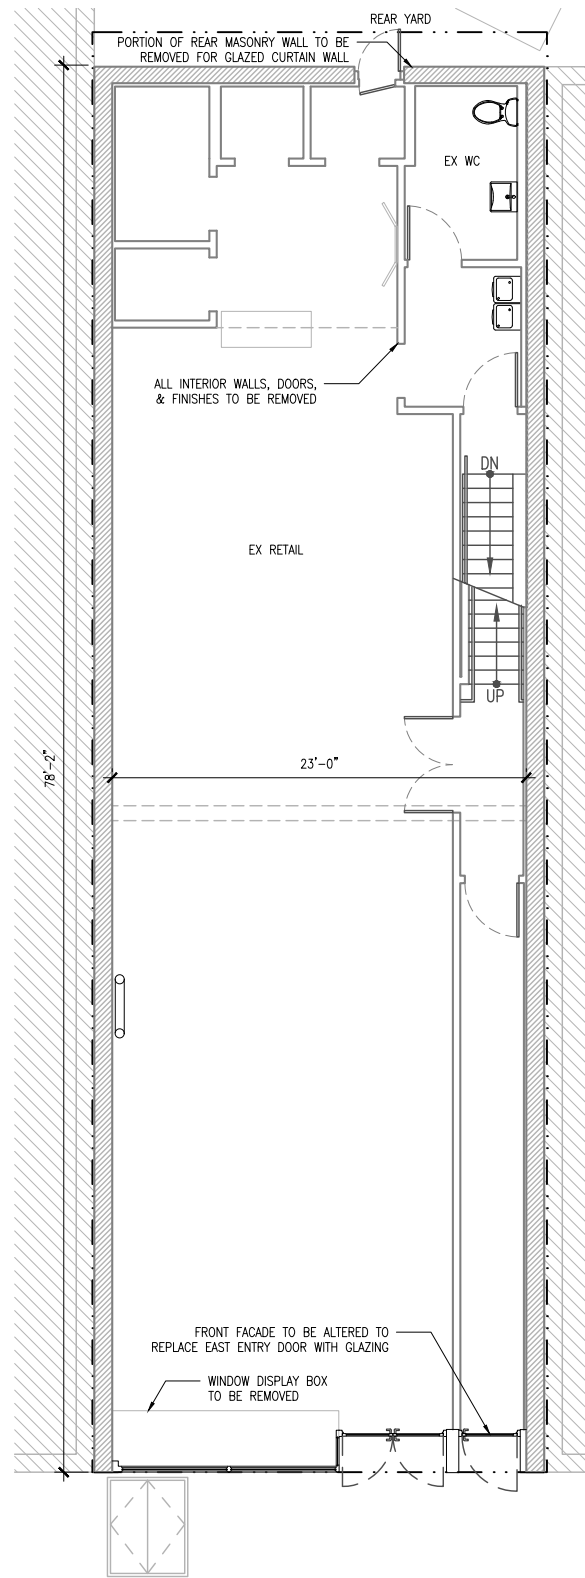 REAR YARD
PORTION OF REAR MASONRY WALL TO BE
REMOVED FOR GLAZED CURTAIN WALL
EX WC
ALL INTERIOR WALLS, DOORS,
& FINISHES TO BE REMOVED
DN
EX RETAIL
UP
78'-2"
23'-0"
FRONT FACADE TO BE ALTERED TO
REPLACE EAST ENTRY DOOR WITH GLAZING
WINDOW DISPLAY BOX
TO BE REMOVED